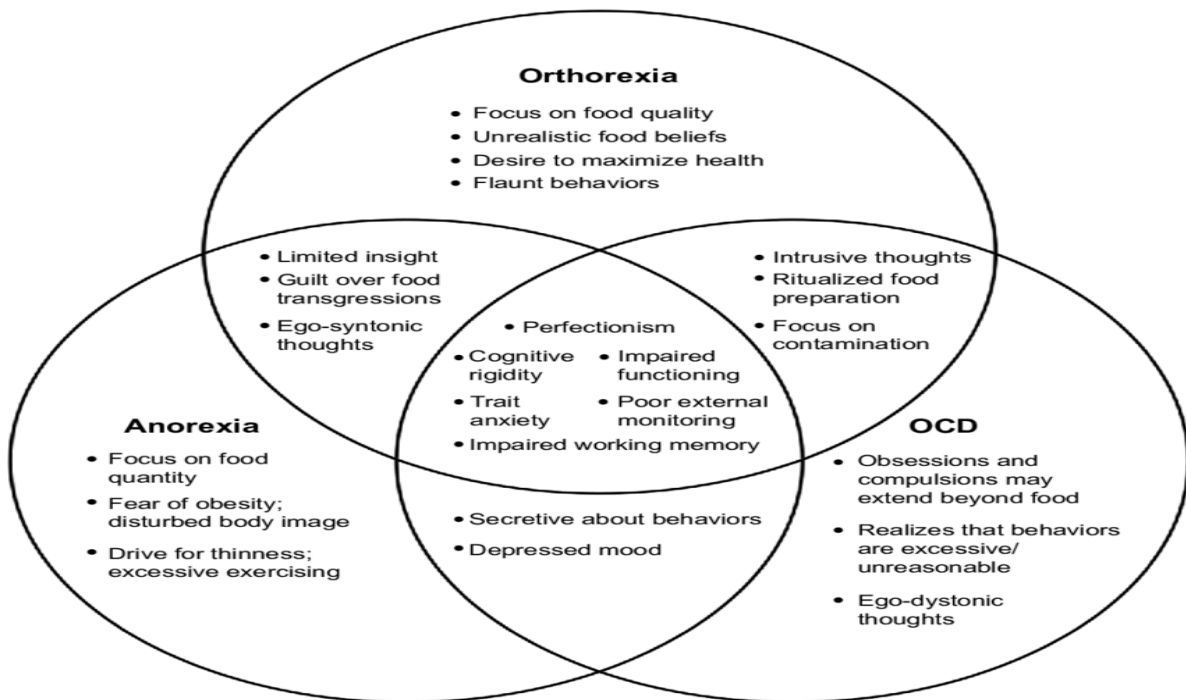 Orthorexia
• Focus on food quality
• Unrealistic food beliefs
• Desire to maximize health
• Flaunt behaviors
• Limited insight
• Guilt over food
transgressions
• Ego-syntonic
thoughts
• Intrusive thoughts
• Ritualized food
preparation
• Focus on
contamination
• Perfectionism
• Cognitive
rigidity
• Impaired
functioning
• Trait
anxiety
• Poor external
monitoring
• Impaired working memory
Anorexia
• Focus on food
quantity
• Fear of obesity;
disturbed body image
• Drive for thinness;
excessive exercising
OCD
• Obsessions and
compulsions may
extend beyond food
• Realizes that behaviors
are excessive/
unreasonable
• Ego-dystonic
thoughts
• Secretive about behaviors
• Depressed mood